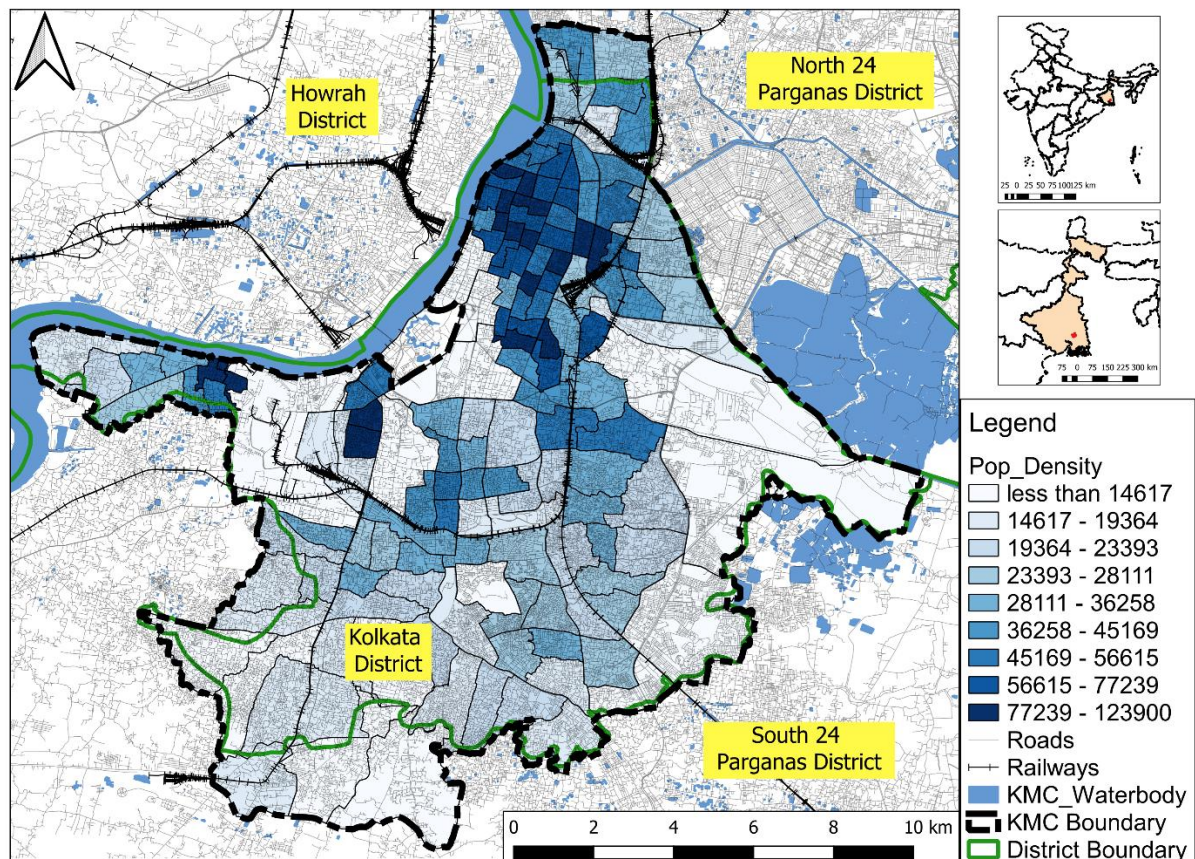 Howrah
District
North 24
Parganas District
Kolkata
District
South 24
Parganas District
0 2 4 6 8 10 km
25 0 25 50 75 100125 km
75 0 75 150 225 300 km
Legend
Pop_Density
less than 14617
14617 - 19364
19364 - 23393
23393 - 28111
28111 - 36258
36258 - 45169
45169 - 56615
56615 - 77239
77239 - 123900
Roads
Railways
KMC_Waterbody
KMC Boundary
District Boundary